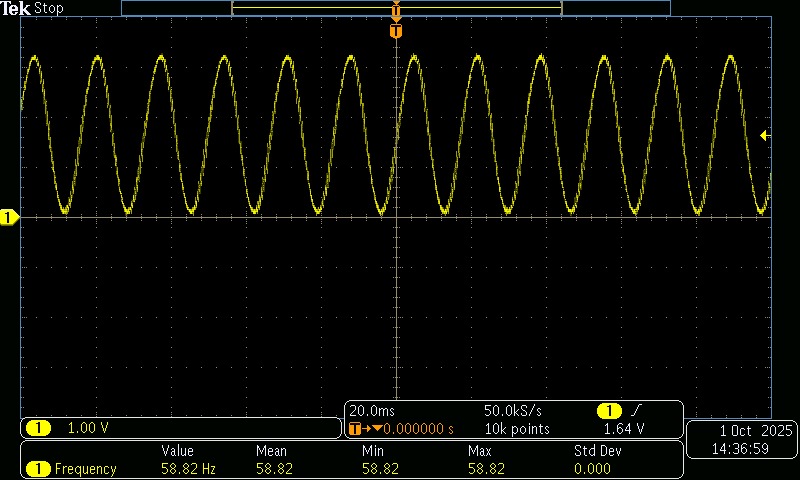 Tek Stop
T
T
1
1 1.00 V
20.0ms 50.0kS/s 1
T→▼0.000000 s 10k points 1.64 V
1 Oct 2025
14:36:59
Value Mean Min Max Std Dev
1 Frequency 58.82 Hz 58.82 58.82 58.82 0.000